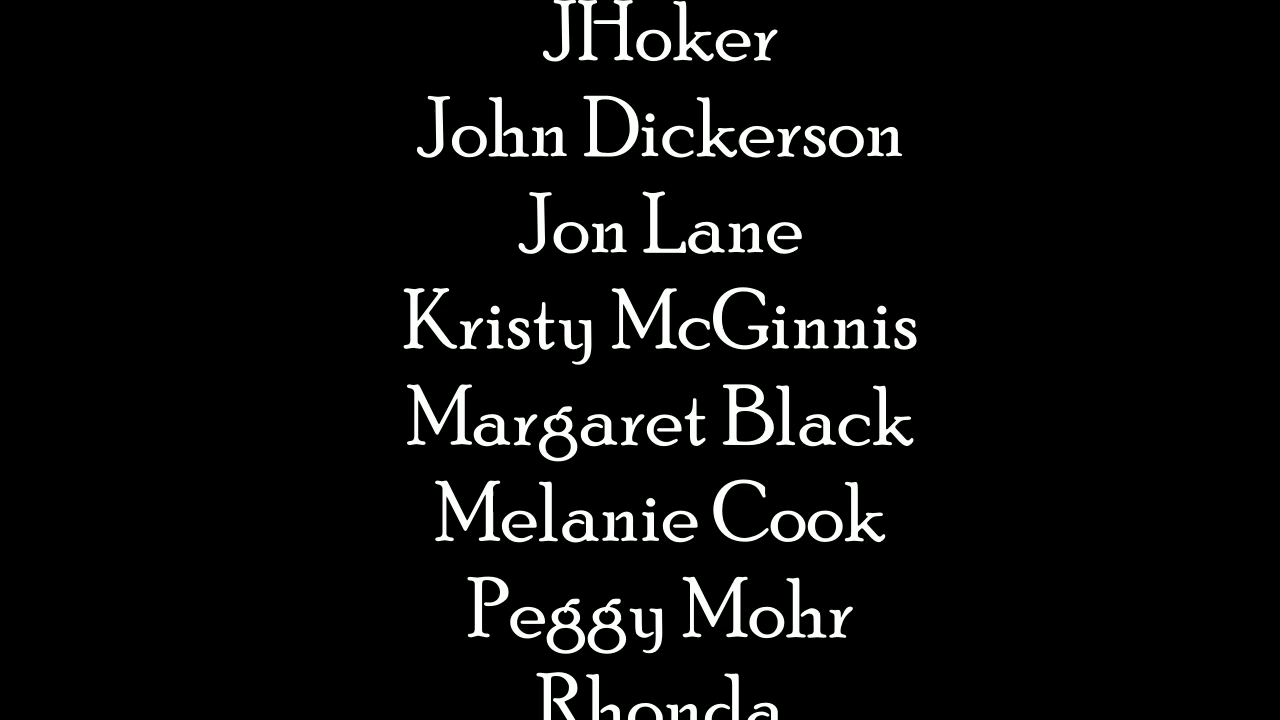 JHoker
John Dickerson
Jon Lane
Kristy McGinnis
Margaret Black
Melanie Cook
Peggy Mohr
Rhonda